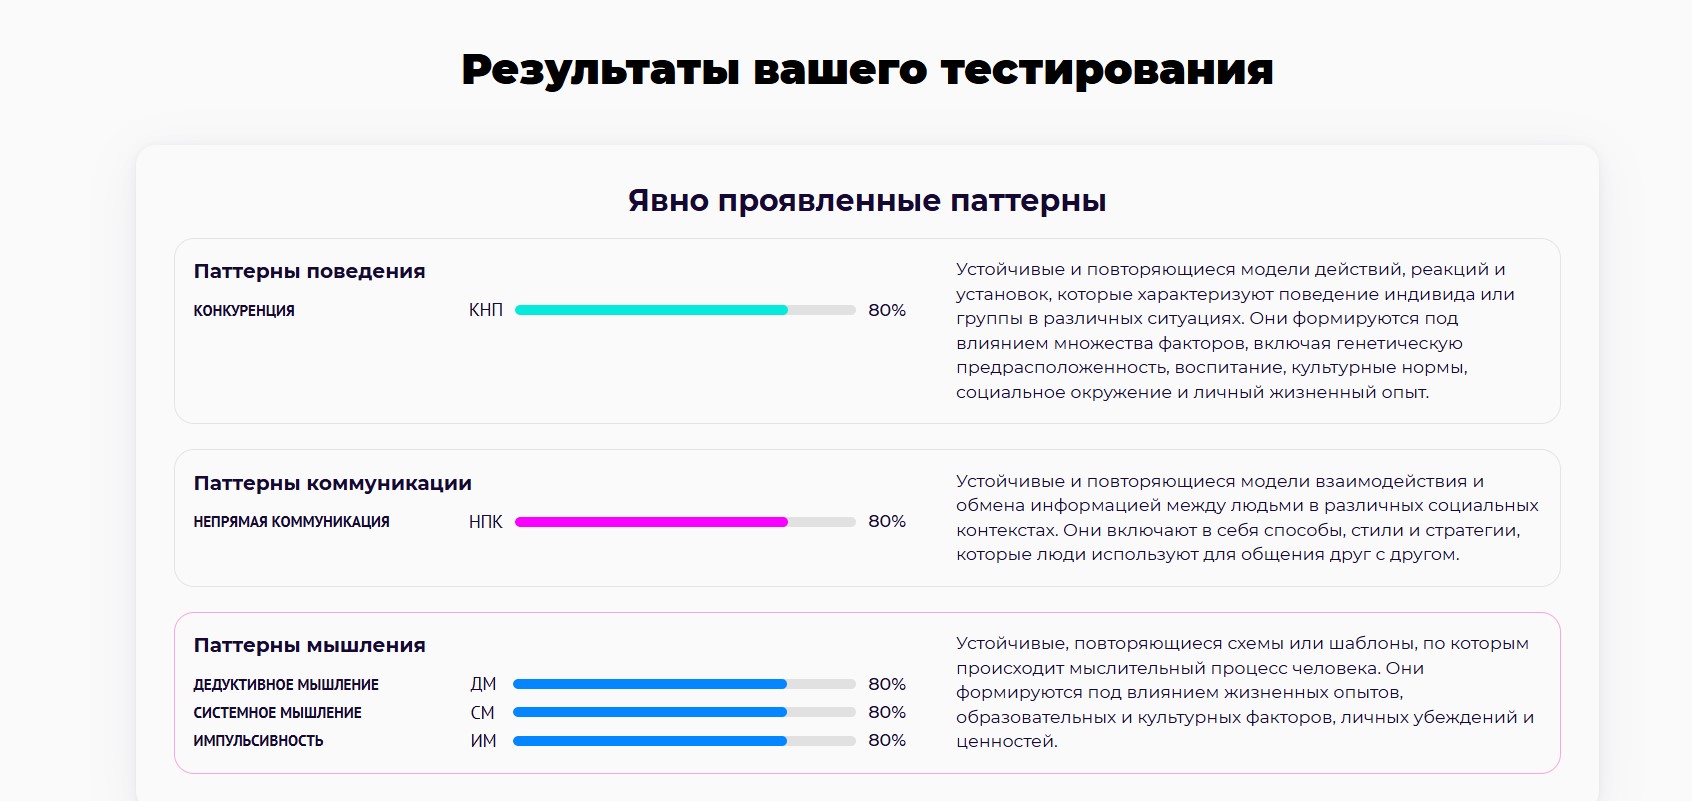 Результаты вашего тестирования
Явно проявленные паттерны
Паттерны поведения
КОНКУРЕНЦИЯ КНП 80%
Устойчивые и повторяющиеся модели действий, реакций и
установок, которые характеризуют поведение индивида или
группы в различных ситуациях. Они формируются под
влиянием множества факторов, включая генетическую
предрасположенность, воспитание, культурные нормы,
социальное окружение и личный жизненный опыт.
Паттерны коммуникации
НЕПРЯМАЯ КОММУНИКАЦИЯ НПК 80%
Устойчивые и повторяющиеся модели взаимодействия и
обмена информацией между людьми в различных социальных
контекстах. Они включают в себя способы, стили и стратегии,
которые люди используют для общения друг с другом.
Паттерны мышления
ДЕДУКТИВНОЕ МЫШЛЕНИЕ ДМ 80%
СИСТЕМНОЕ МЫШЛЕНИЕ СМ 80%
ИМПУЛЬСИВНОСТЬ ИМ 80%
Устойчивые, повторяющиеся схемы или шаблоны, по которым
происходит мыслительный процесс человека. Они
формируются под влиянием жизненных опытов,
образовательных и культурных факторов, личных убеждений и
ценностей.